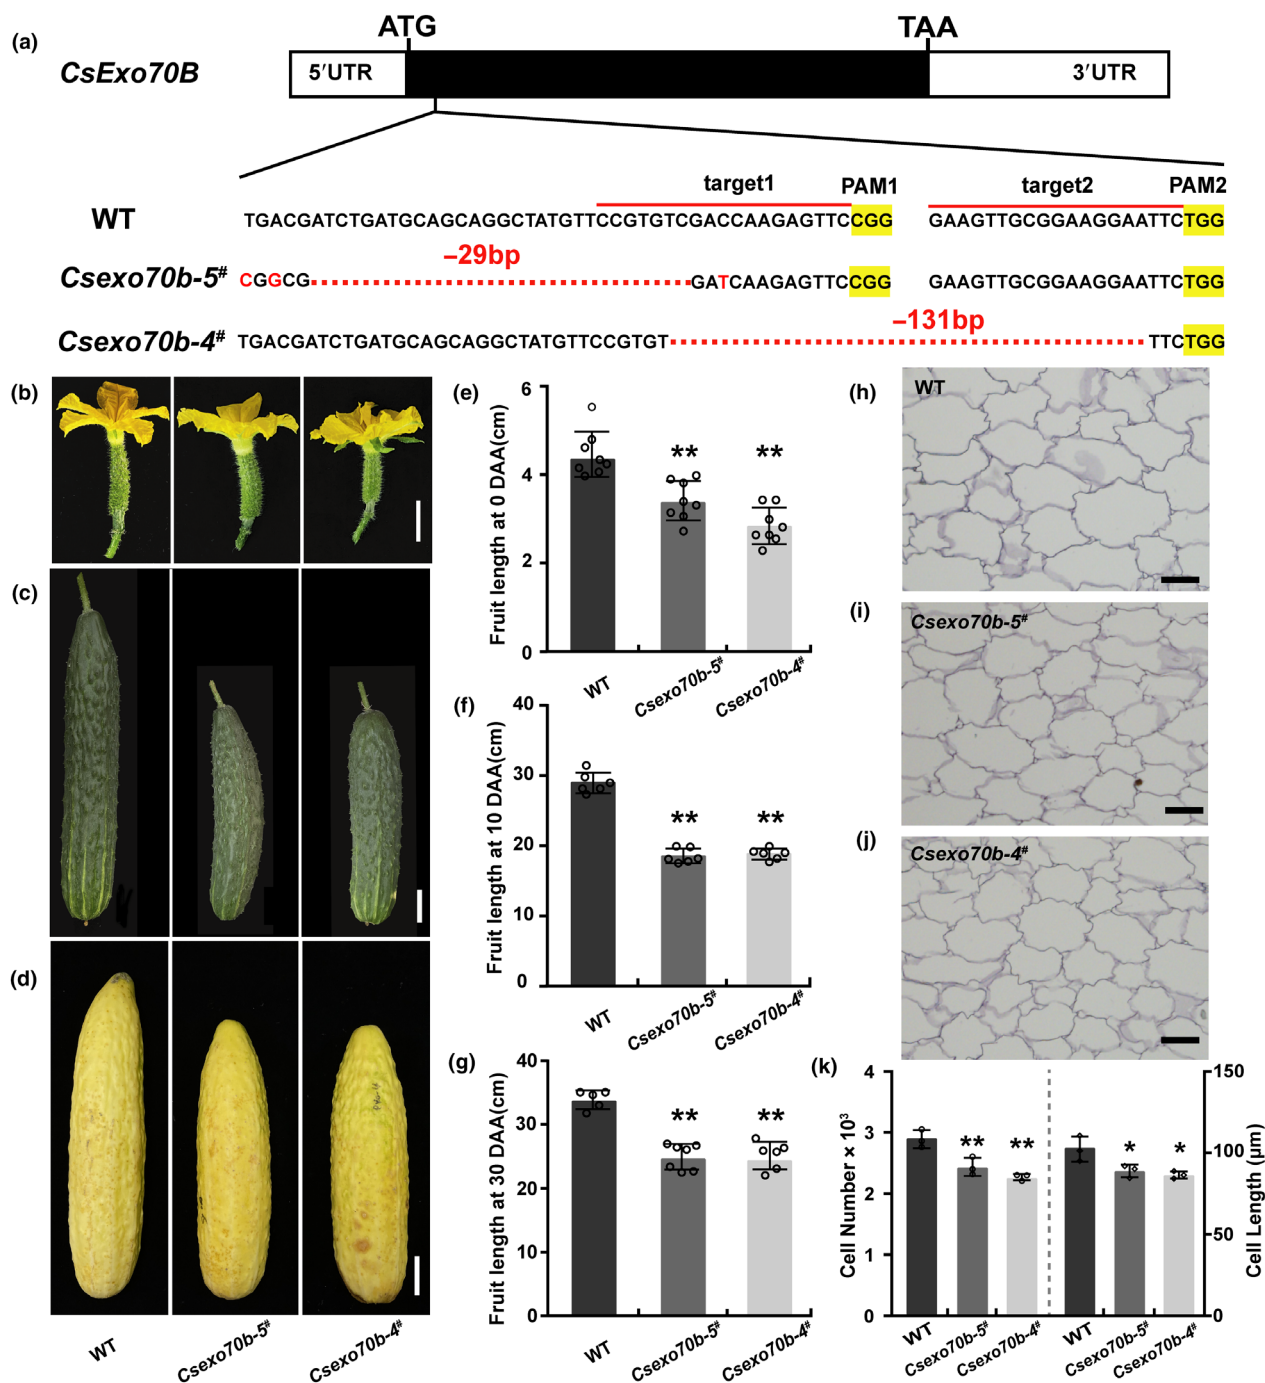 (a)
ATG
TAA
CsExo70B
5′UTR
3′UTR
target1
PAM1
target2
PAM2
WT
TGACGATCTGATGCAGCAGGCTATGTTCCGTGTCGACCAAGAGTTCCGG
GAAGTTGCGGAAGGAATTCTGG
–29bp
Csexo70b-5#
CGGCG
GATCAAGAGTTCCGG
GAAGTTGCGGAAGGAATTCTGG
–131bp
Csexo70b-4#
TGACGATCTGATGCAGCAGGCTATGTTCCGTGT
TTCTGG
(b)
(c)
(d)
WT
Csexo70b-5#
Csexo70b-4#
(e)
Fruit length at 0 DAA(cm)
6
4
2
0
WT
Csexo70b-5#
Csexo70b-4#
**
**
(f)
Fruit length at 10 DAA(cm)
40
30
20
10
0
WT
Csexo70b-5#
Csexo70b-4#
**
**
(g)
Fruit length at 30 DAA(cm)
40
30
20
10
0
WT
Csexo70b-5#
Csexo70b-4#
**
**
(h)
WT
(i)
Csexo70b-5#
(j)
Csexo70b-4#
(k)
Cell Number × 10³
4
3
2
1
0
**
**
*
*
150
100
50
0
Cell Length (μm)
WT
Csexo70b-5#
Csexo70b-4#
WT
Csexo70b-5#
Csexo70b-4#